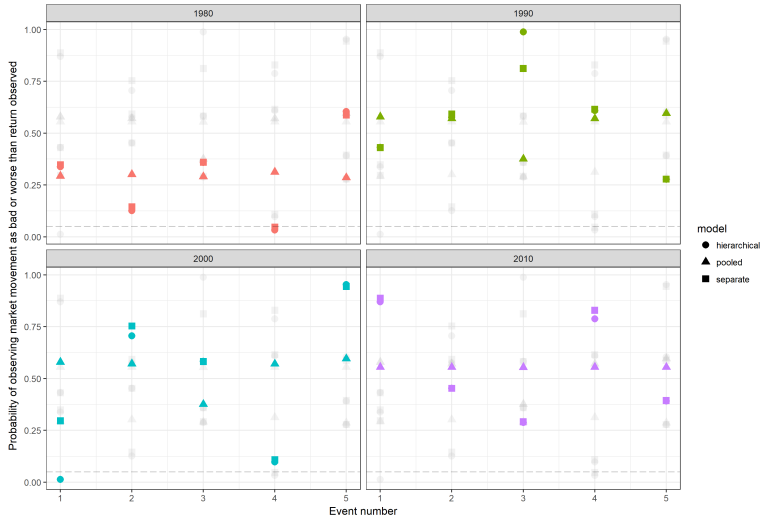 1980
1990
1.00
0.75
0.50
0.25
0.00
2000
2010
1.00
0.75
0.50
0.25
0.00
1 2 3 4 5 1 2 3 4 5
Event number
Probability of observing market movement as bad or worse than return observed
model
hierarchical
pooled
separate